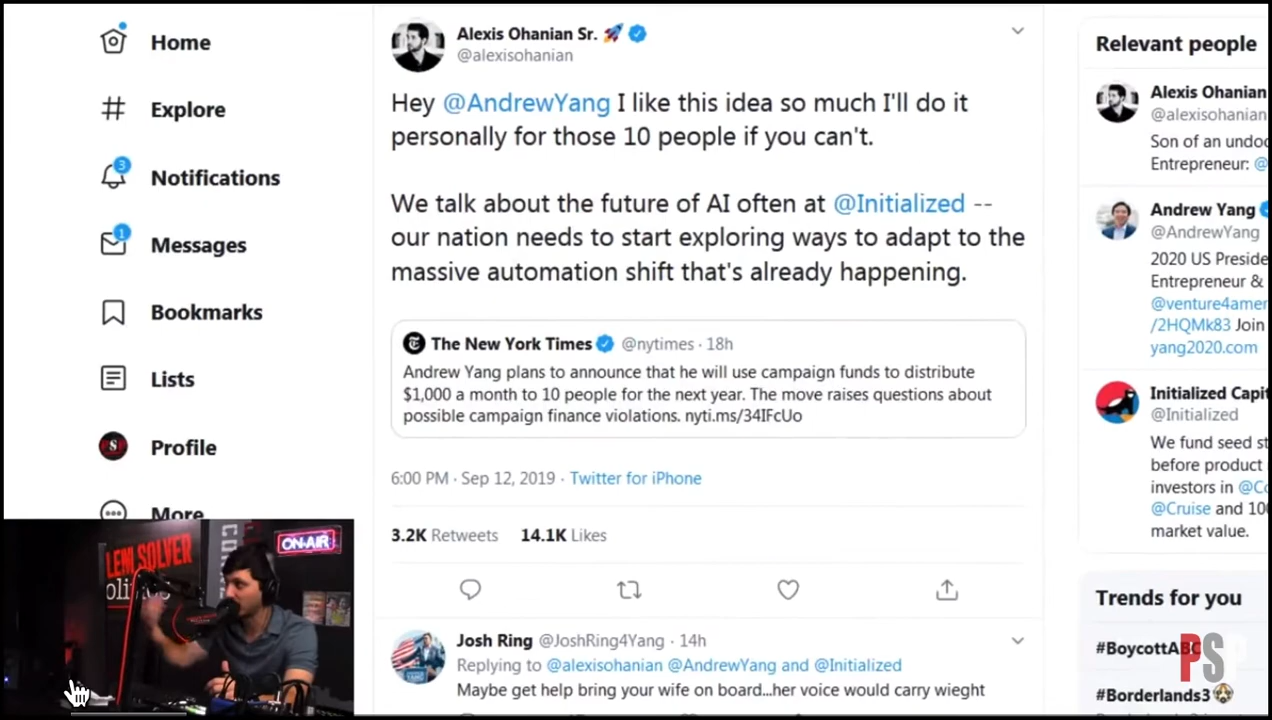 Home
Explore
3
Notifications
1
Messages
Bookmarks
Lists
Profile
More
Alexis Ohanian Sr. 🚀
@alexisohanian
Hey @AndrewYang I like this idea so much I'll do it
personally for those 10 people if you can't.
We talk about the future of AI often at @Initialized --
our nation needs to start exploring ways to adapt to the
massive automation shift that's already happening.
The New York Times @nytimes · 18h
Andrew Yang plans to announce that he will use campaign funds to distribute
$1,000 a month to 10 people for the next year. The move raises questions about
possible campaign finance violations. nyti.ms/34IFcUo
6:00 PM · Sep 12, 2019 · Twitter for iPhone
3.2K Retweets 14.1K Likes
Josh Ring @JoshRing4Yang · 14h
Replying to @alexisohanian @AndrewYang and @Initialized
Maybe get help bring your wife on board...her voice would carry wieght
Relevant people
Alexis Ohanian
@alexisohanian
Son of an undoc
Entrepreneur: @
Andrew Yang
@AndrewYang
2020 US Preside
Entrepreneur &
@venture4amer
/2HQMk83 Join
yang2020.com
Initialized Capit
@Initialized
We fund seed st
before product
investors in @Co
@Cruise and 100
market value.
Trends for you
#BoycottABC
#Borderlands3
PSP
LEM SOLVER
olitics
ON-AIR